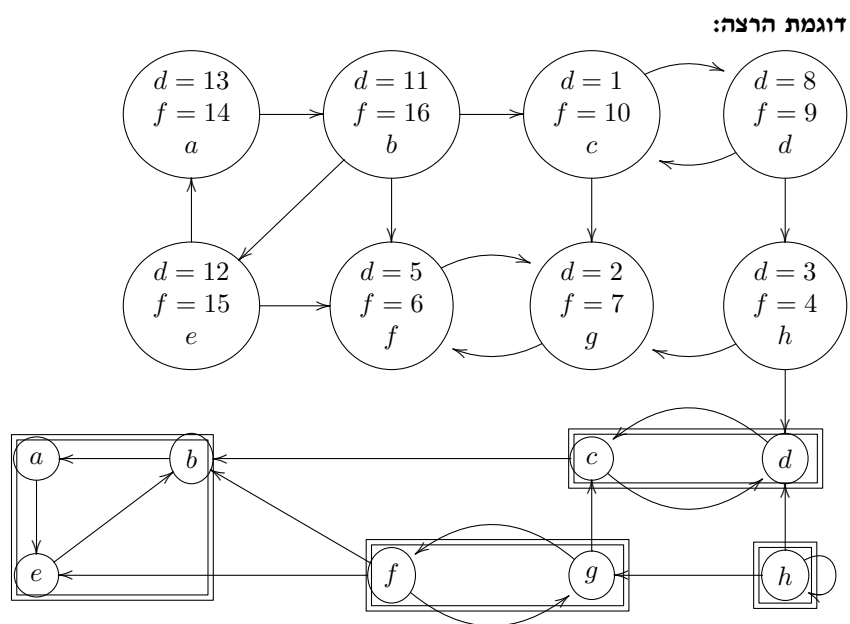 דוגמת הרצה:
d = 13 d = 11 d = 1 d = 8
f = 14 f = 16 f = 10 f = 9
a b c d
d = 12 d = 5 d = 2 d = 3
f = 15 f = 6 f = 7 f = 4
e f g h
a b c d
e f g h